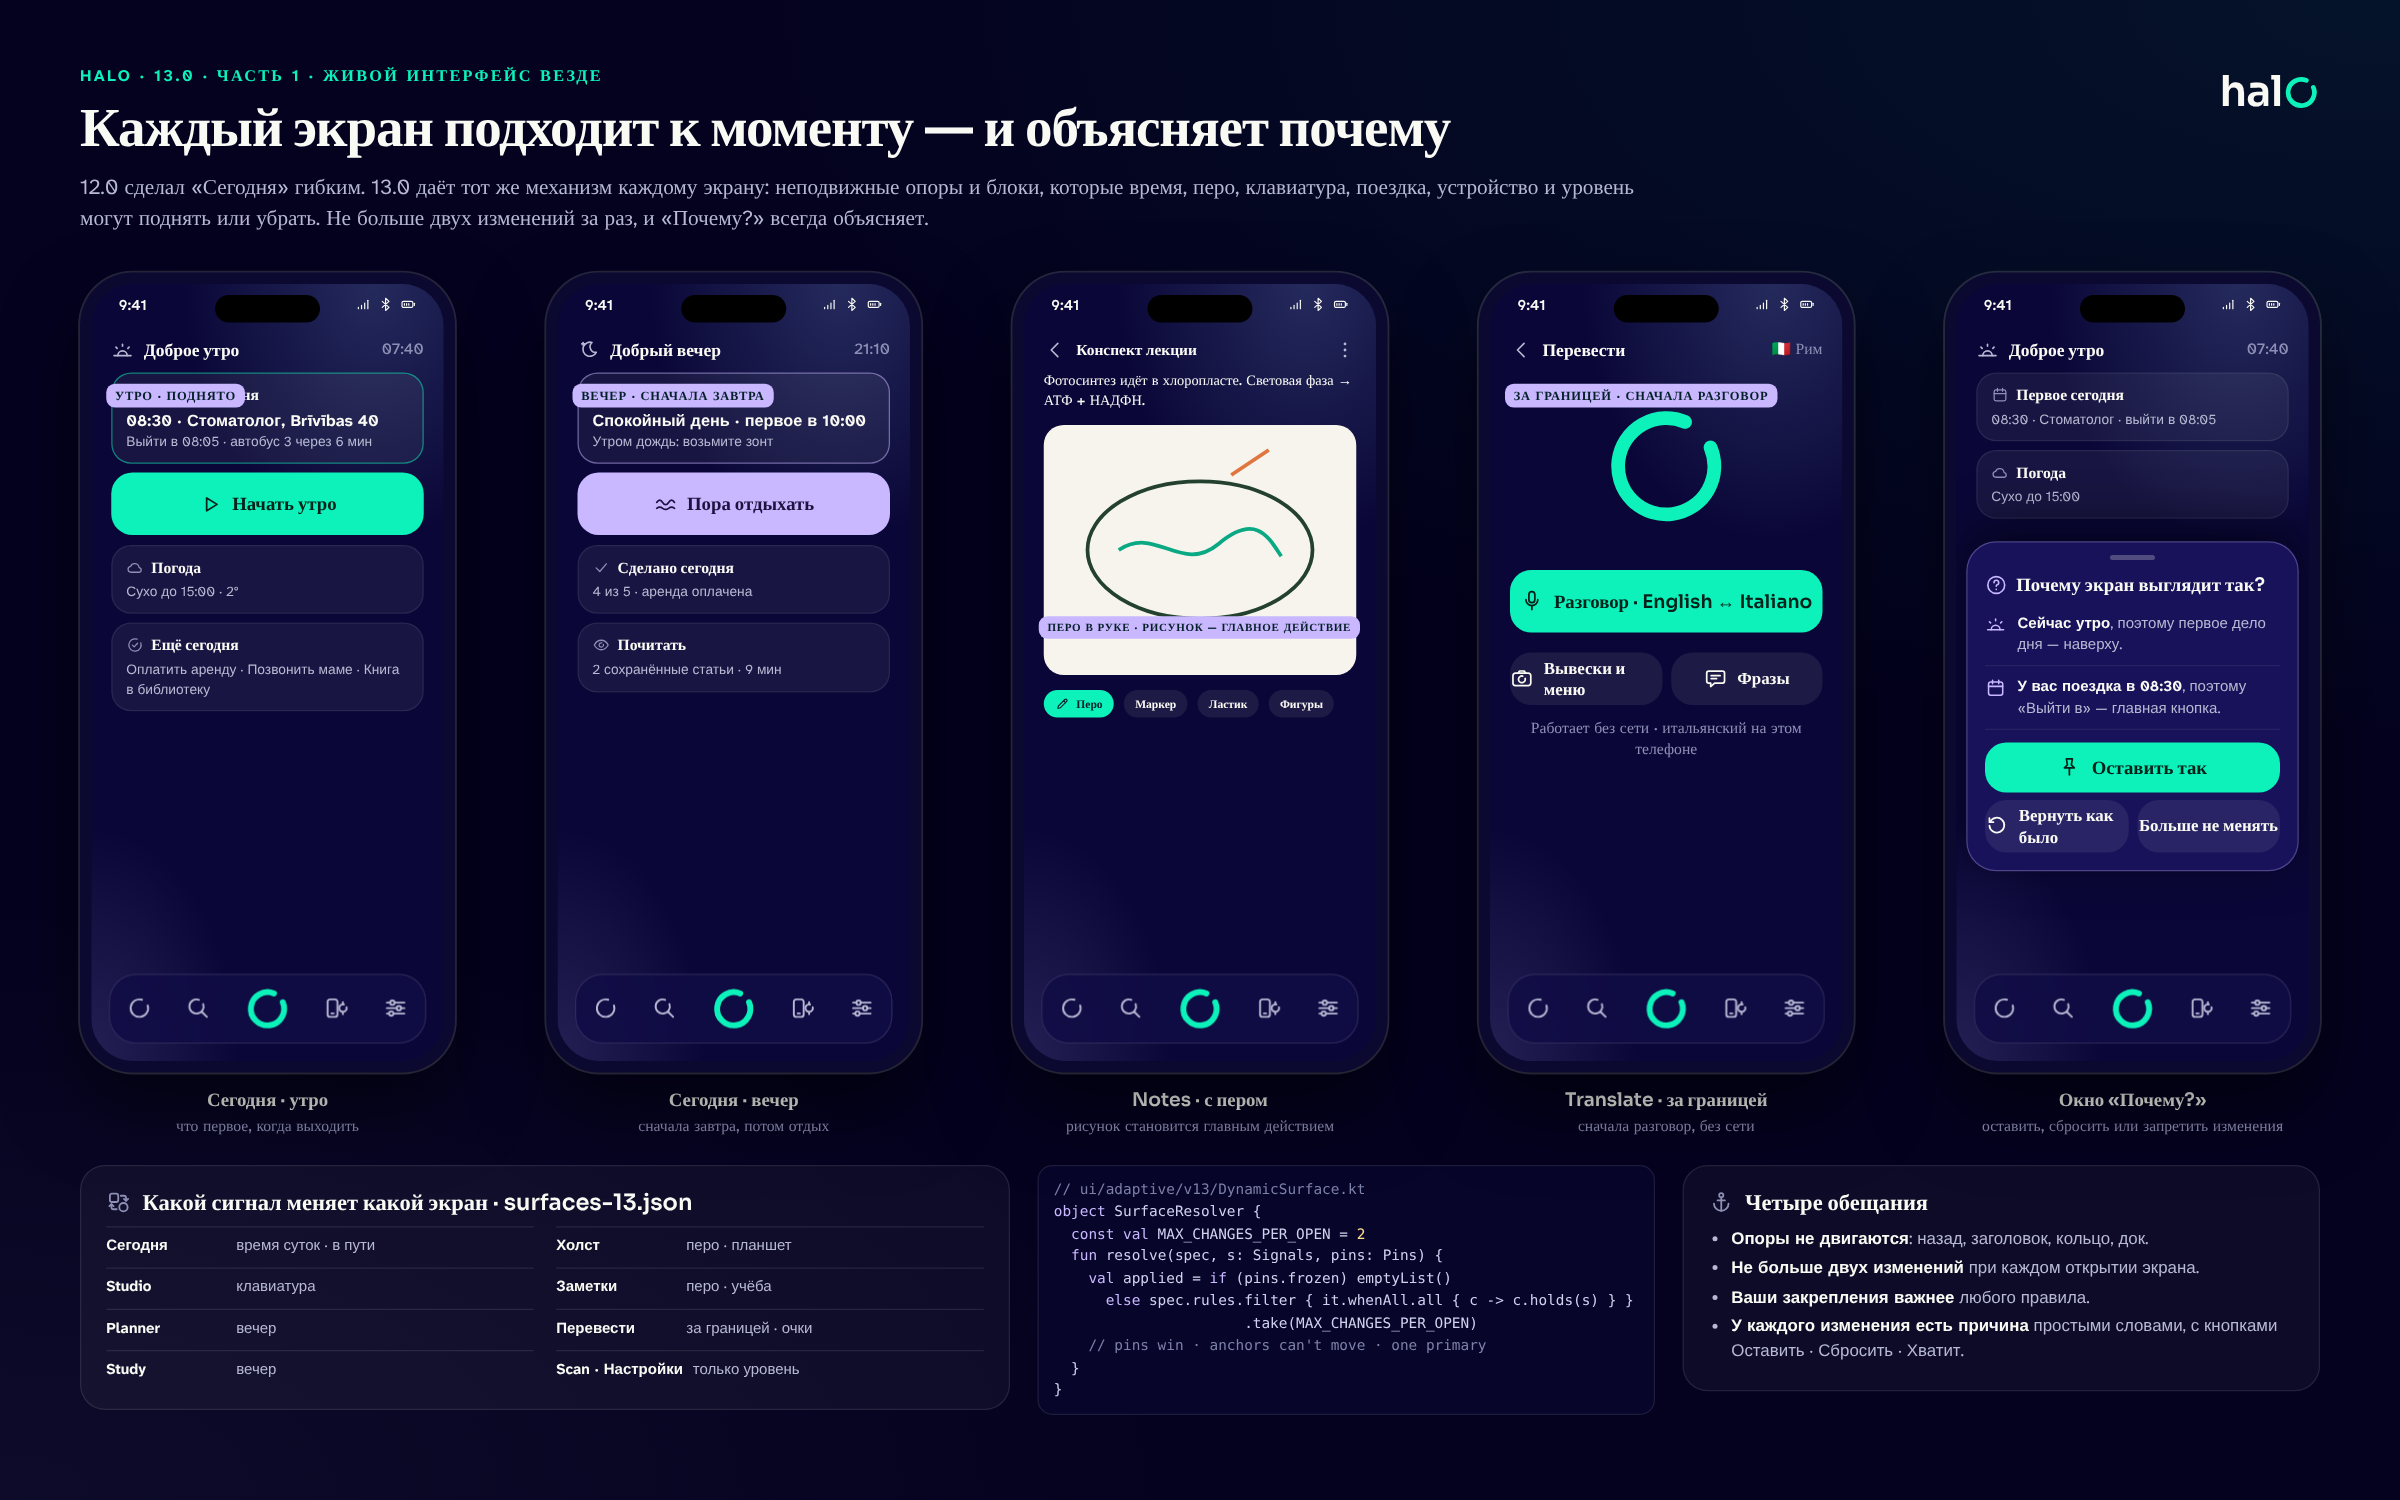 HALO · 13.0 · ЧАСТЬ 1 · ЖИВОЙ ИНТЕРФЕЙС ВЕЗДЕ
halo
Каждый экран подходит к моменту — и объясняет почему
12.0 сделал «Сегодня» гибким. 13.0 даёт тот же механизм каждому экрану: неподвижные опоры и блоки, которые время, перо, клавиатура, поездка, устройство и уровень
могут поднять или убрать. Не больше двух изменений за раз, и «Почему?» всегда объясняет.
9:41
Доброе утро
07:40
УТРО · ПОДНЯТО
ня
08:30 · Стоматолог, Brīvības 40
Выйти в 08:05 · автобус 3 через 6 мин
Начать утро
Погода
Сухо до 15:00 · 2°
Ещё сегодня
Оплатить аренду · Позвонить маме · Книга
в библиотеку
Сегодня · утро
что первое, когда выходить
9:41
Добрый вечер
21:10
ВЕЧЕР · СНАЧАЛА ЗАВТРА
Спокойный день · первое в 10:00
Утром дождь: возьмите зонт
Пора отдыхать
Сделано сегодня
4 из 5 · аренда оплачена
Почитать
2 сохранённые статьи · 9 мин
Сегодня · вечер
сначала завтра, потом отдых
9:41
Конспект лекции
Фотосинтез идёт в хлоропласте. Световая фаза →
АТФ + НАДФН.
ПЕРО В РУКЕ · РИСУНОК — ГЛАВНОЕ ДЕЙСТВИЕ
Перо
Маркер
Ластик
Фигуры
Notes · с пером
рисунок становится главным действием
9:41
Перевести
Рим
ЗА ГРАНИЦЕЙ · СНАЧАЛА РАЗГОВОР
Разговор · English ↔ Italiano
Вывески и
меню
Фразы
Работает без сети · итальянский на этом
телефоне
Translate · за границей
сначала разговор, без сети
9:41
Доброе утро
07:40
Первое сегодня
08:30 · Стоматолог · выйти в 08:05
Погода
Сухо до 15:00
Почему экран выглядит так?
Сейчас утро, поэтому первое дело
дня — наверху.
У вас поездка в 08:30, поэтому
«Выйти в» — главная кнопка.
Оставить так
Вернуть как
было
Больше не менять
Окно «Почему?»
оставить, сбросить или запретить изменения
Какой сигнал меняет какой экран · surfaces-13.json
Сегодня время суток · в пути
Studio клавиатура
Planner вечер
Study вечер
Холст перо · планшет
Заметки перо · учёба
Перевести за границей · очки
Scan · Настройки только уровень
// ui/adaptive/v13/DynamicSurface.kt
object SurfaceResolver {
const val MAX_CHANGES_PER_OPEN = 2
fun resolve(spec, s: Signals, pins: Pins) {
val applied = if (pins.frozen) emptyList()
else spec.rules.filter { it.whenAll.all { c -> c.holds(s) } }
.take(MAX_CHANGES_PER_OPEN)
// pins win · anchors can't move · one primary
}
}
Четыре обещания
• Опоры не двигаются: назад, заголовок, кольцо, док.
• Не больше двух изменений при каждом открытии экрана.
• Ваши закрепления важнее любого правила.
• У каждого изменения есть причина простыми словами, с кнопками
Оставить · Сбросить · Хватит.